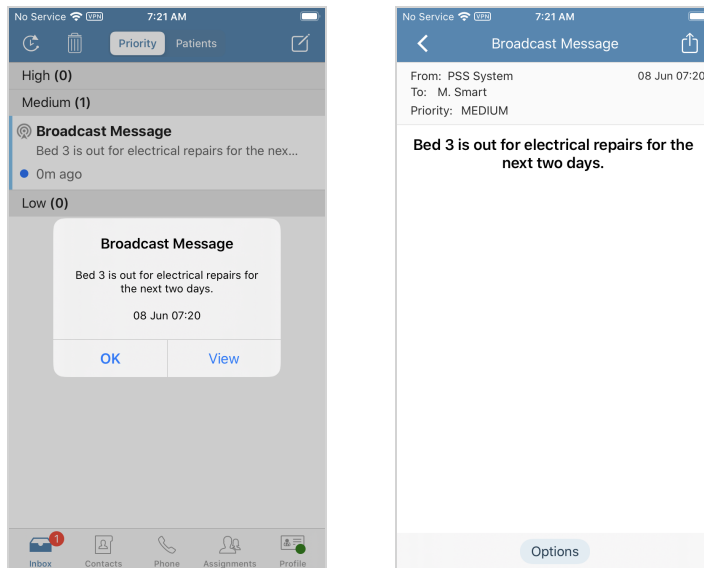 No Service VPN 7:21 AM
Priority Patients
High (0)
Medium (1)
Broadcast Message
Bed 3 is out for electrical repairs for the nex...
0m ago
Low (0)
Broadcast Message
Bed 3 is out for electrical repairs for
the next two days.
08 Jun 07:20
OK View
1
Inbox Contacts Phone Assignments Profile
No Service VPN 7:21 AM
Broadcast Message
From: PSS System 08 Jun 07:20
To: M. Smart
Priority: MEDIUM
Bed 3 is out for electrical repairs for the
next two days.
Options